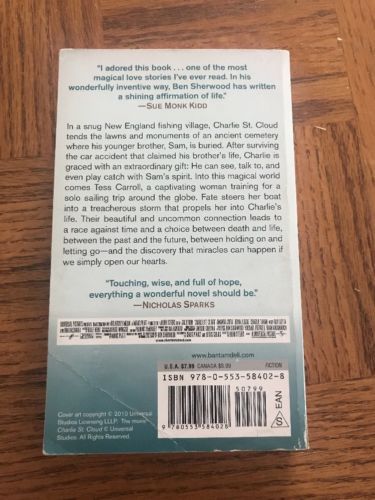 "I adored this book . . . one of the most
magical love stories I've ever read. In his
wonderfully inventive way, Ben Sherwood has written
a shining affirmation of life."
—SUE MONK KIDD
In a snug New England fishing village, Charlie St. Cloud
tends the lawns and monuments of an ancient cemetery
where his younger brother, Sam, is buried. After surviving
the car accident that claimed his brother's life, Charlie is
graced with an extraordinary gift: He can see, talk to, and
even play catch with Sam's spirit. Into this magical world
comes Tess Carroll, a captivating woman training for a
solo sailing trip around the globe. Fate steers her boat
into a treacherous storm that propels her into Charlie's
life. Their beautiful and uncommon connection leads to
a race against time and a choice between death and life,
between the past and the future, between holding on and
letting go—and the discovery that miracles can happen if
we simply open our hearts.
"Touching, wise, and full of hope,
everything a wonderful novel should be."
—NICHOLAS SPARKS
www.bantamdell.com
U.S.A. $7.99 CANADA $9.99 FICTION
ISBN 978-0-553-58402-8
50799
9 780553 584028
S EAN
Cover art copyright © 2010 Universal
Studios Licensing LLLP. The movie
Charlie St. Cloud © Universal
Studios. All Rights Reserved.